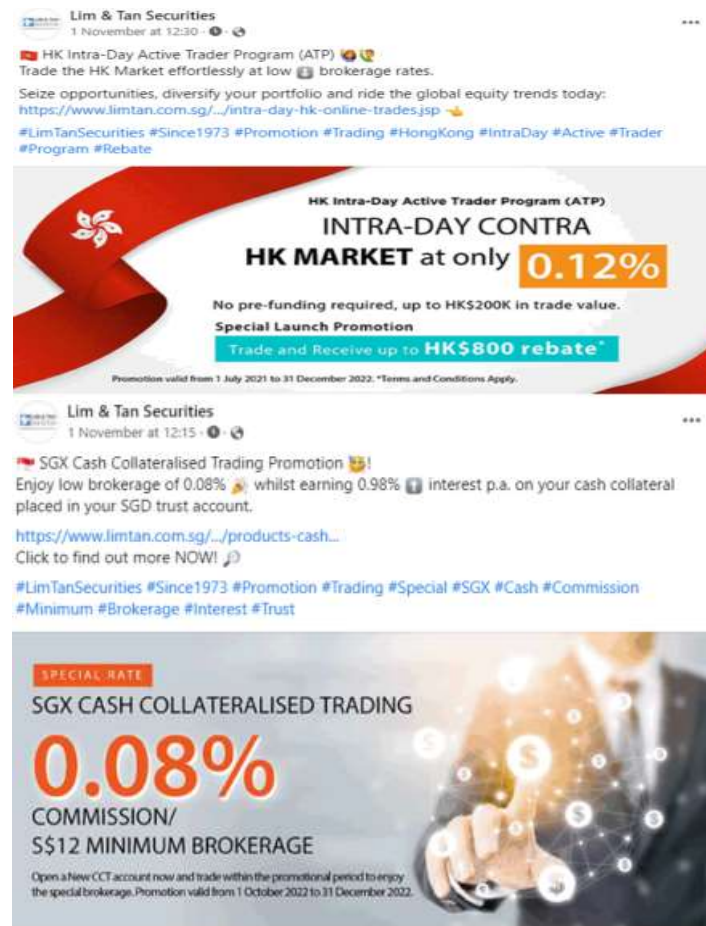 Lim & Tan Securities
1 November at 12:30 ·
HK Intra-Day Active Trader Program (ATP)
Trade the HK Market effortlessly at low brokerage rates.
Seize opportunities, diversify your portfolio and ride the global equity trends today:
https://www.limtan.com.sg/.../intra-day-hk-online-trades.jsp
#LimTanSecurities #Since1973 #Promotion #Trading #HongKong #IntraDay #Active #Trader
#Program #Rebate
HK Intra-Day Active Trader Program (ATP)
INTRA-DAY CONTRA
HK MARKET at only 0.12%
No pre-funding required, up to HK$200K in trade value.
Special Launch Promotion
Trade and Receive up to HK$800 rebate*
Promotion valid from 1 July 2021 to 31 December 2022. *Terms and Conditions Apply.
Lim & Tan Securities
1 November at 12:15 ·
SGX Cash Collateralised Trading Promotion !
Enjoy low brokerage of 0.08% whilst earning 0.98% interest p.a. on your cash collateral
placed in your SGD trust account.
https://www.limtan.com.sg/.../products-cash...
Click to find out more NOW!
#LimTanSecurities #Since1973 #Promotion #Trading #Special #SGX #Cash #Commission
#Minimum #Brokerage #Interest #Trust
SPECIAL RATE
SGX CASH COLLATERALISED TRADING
0.08%
COMMISSION/
S$12 MINIMUM BROKERAGE
Open a New CCT account now and trade within the promotional period to enjoy
the special brokerage. Promotion valid from 1 October 2022 to 31 December 2022.